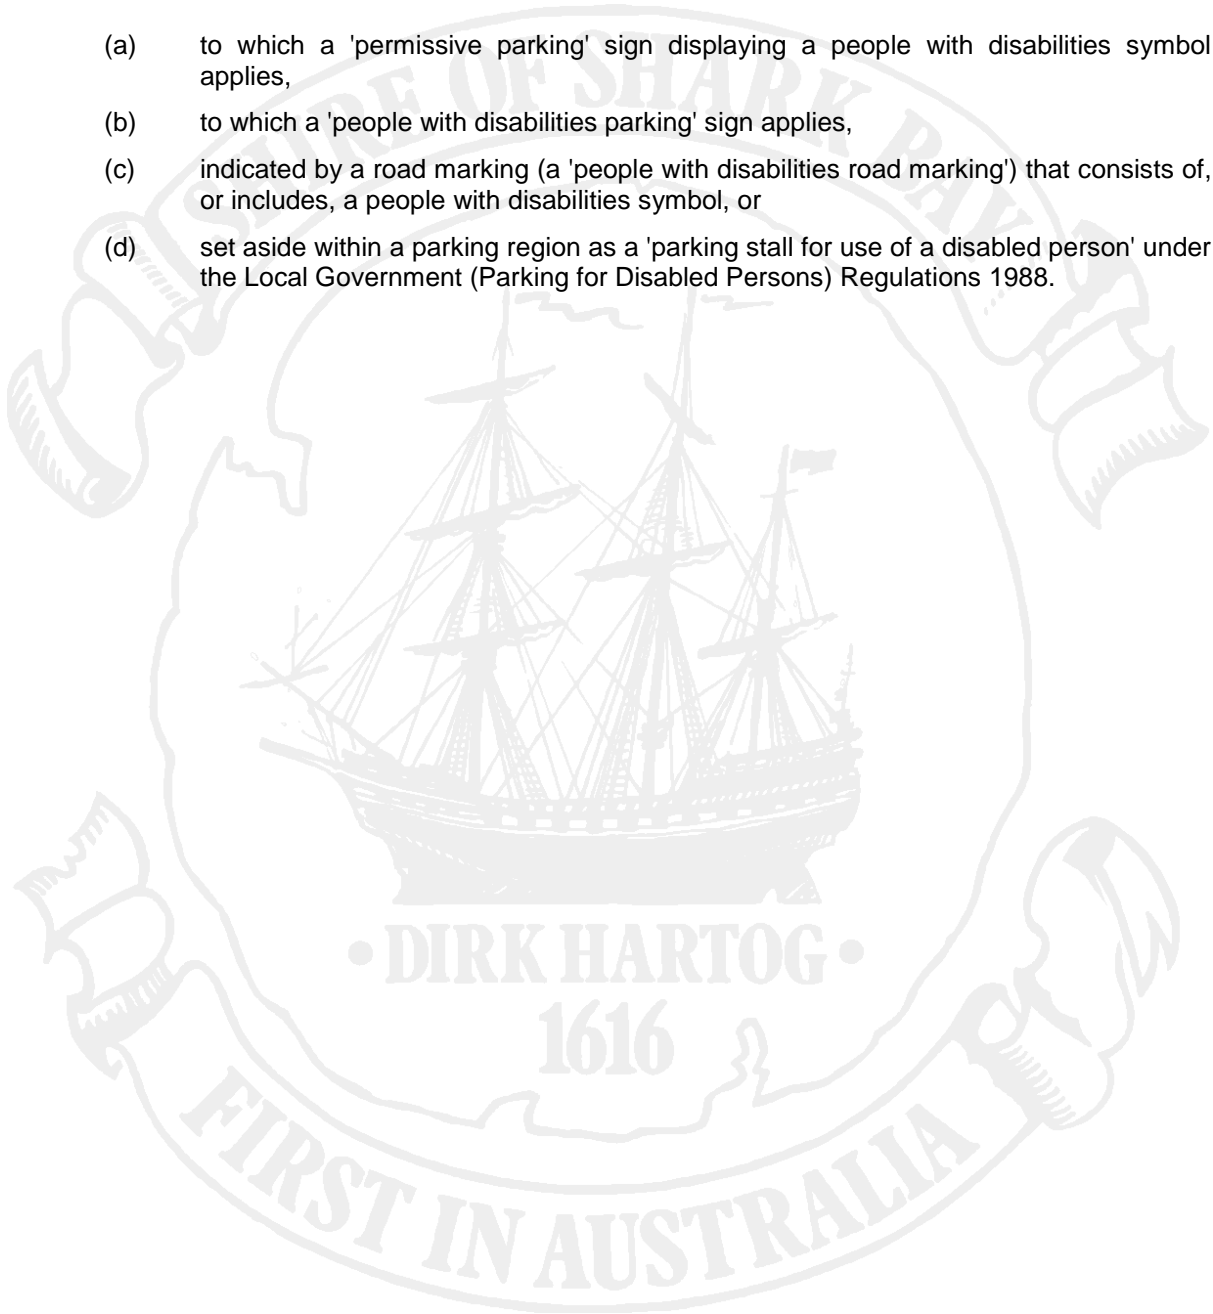 (a) to which a 'permissive parking' sign displaying a people with disabilities symbol
applies,
(b) to which a 'people with disabilities parking' sign applies,
(c) indicated by a road marking (a 'people with disabilities road marking') that consists of,
or includes, a people with disabilities symbol, or
(d) set aside within a parking region as a 'parking stall for use of a disabled person' under
the Local Government (Parking for Disabled Persons) Regulations 1988.
SHIRE OF SHARK BAY
• DIRK HARTOG •
1616
FIRST IN AUSTRALIA